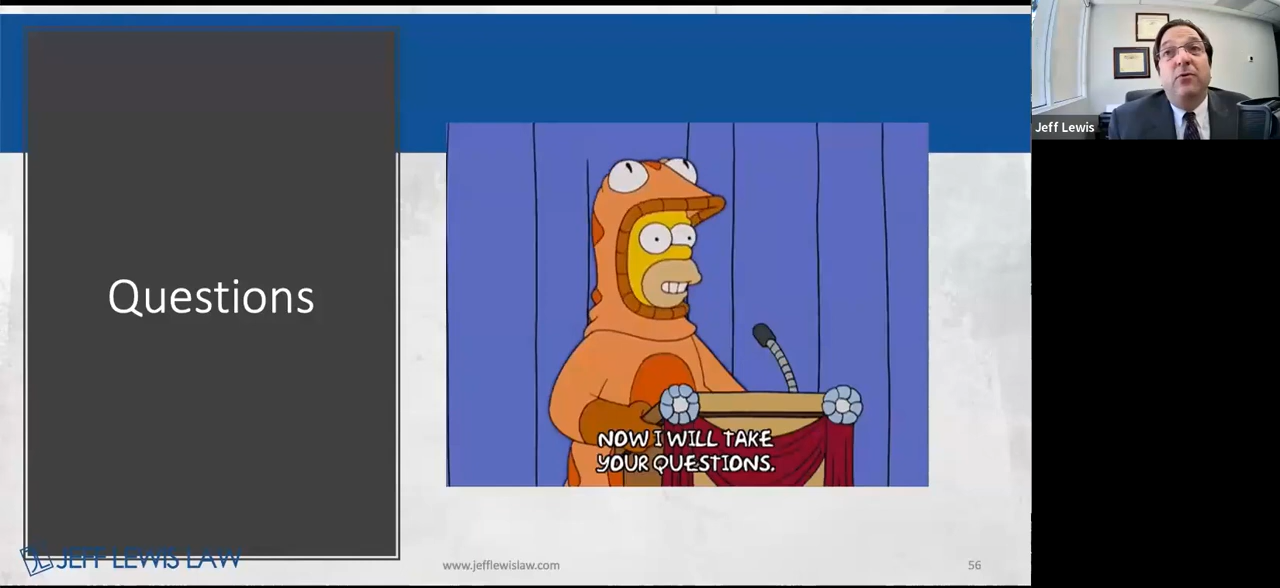 Questions
NOW I WILL TAKE
YOUR QUESTIONS.
JEFF LEWIS LAW
www.jefflewislaw.com
56
Jeff Lewis